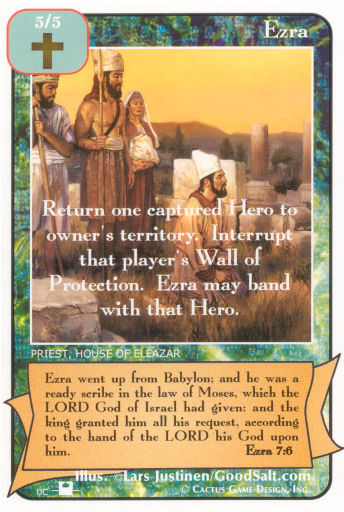 5/5
Ezra
Return one captured Hero to
owner's territory. Interrupt
that player's Wall of
Protection. Ezra may band
with that Hero.
PRIEST, HOUSE OF ELEAZAR
Ezra went up from Babylon; and he was a
ready scribe in the law of Moses, which the
LORD God of Israel had given: and the
king granted him all his request, according
to the hand of the LORD his God upon
him. Ezra 7:6
Illus. ©Lars Justinen/GoodSalt.com
UC © CACTUS GAME DESIGN, INC.